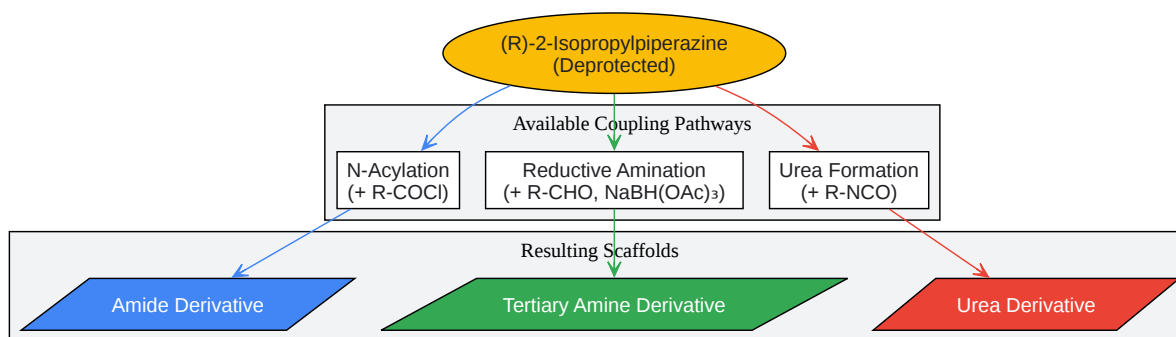 (R)-2-Isopropylpiperazine
(Deprotected)
Available Coupling Pathways
N-Acylation
(+ R-COCl)
Reductive Amination
(+ R-CHO, NaBH(OAc)₃)
Urea Formation
(+ R-NCO)
Resulting Scaffolds
Amide Derivative
Tertiary Amine Derivative
Urea Derivative